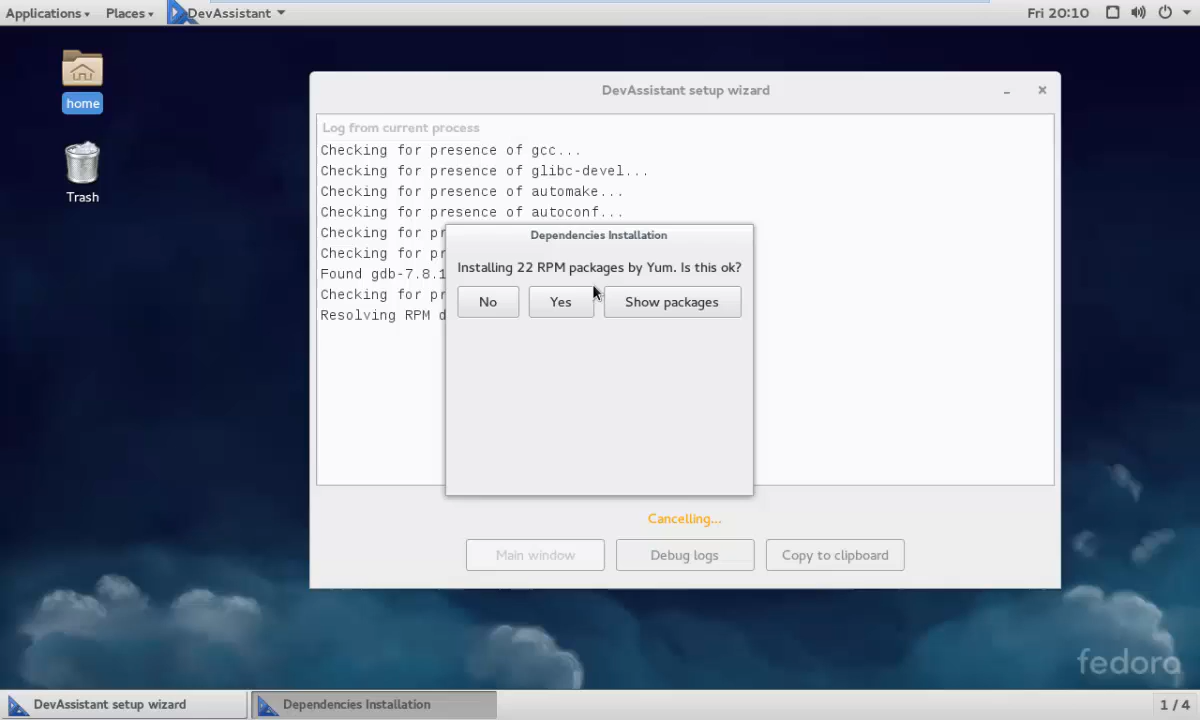 Applications
Places
DevAssistant
Fri 20:10
home
Trash
DevAssistant setup wizard
Log from current process
Checking for presence of gcc...
Checking for presence of glibc-devel...
Checking for presence of automake...
Checking for presence of autoconf...
Checking for pr
Checking for pr
Found gdb-7.8.1
Checking for pr
Resolving RPM d
Dependencies Installation
Installing 22 RPM packages by Yum. Is this ok?
No
Yes
Show packages
Cancelling...
Main window
Debug logs
Copy to clipboard
fedora
DevAssistant setup wizard
Dependencies Installation
1 / 4